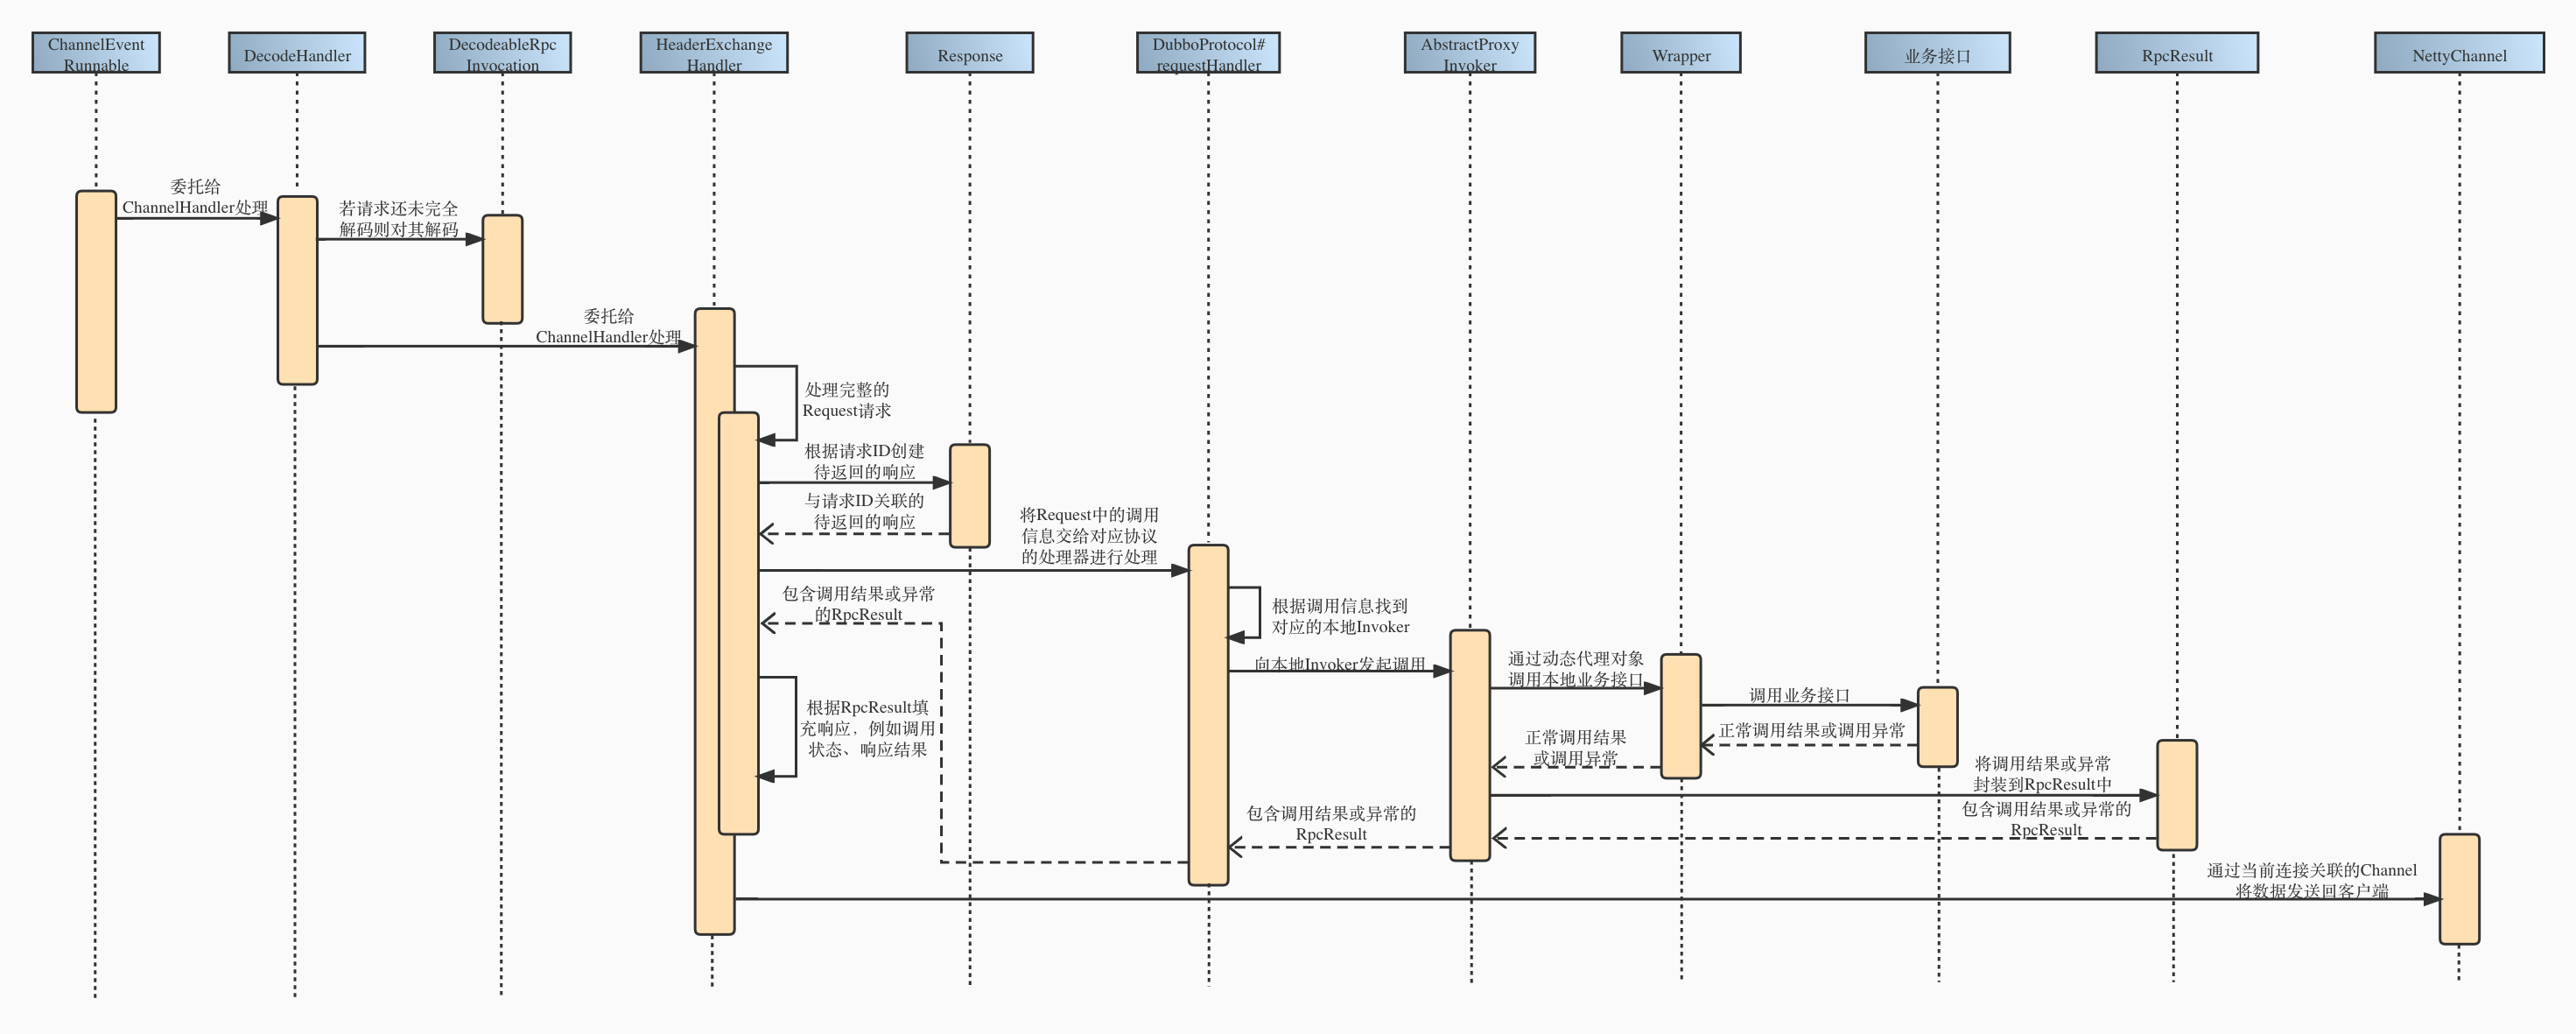 ChannelEvent
Runnable
DecodeHandler
DecodeableRpc
Invocation
HeaderExchange
Handler
Response
DubboProtocol#
requestHandler
AbstractProxy
Invoker
Wrapper
业务接口
RpcResult
NettyChannel
委托给
ChannelHandler处理
若请求还未完全
解码则对其解码
委托给
ChannelHandler处理
处理完整的
Request请求
根据请求ID创建
待返回的响应
与请求ID关联的
待返回的响应
将Request中的调用
信息交给对应协议
的处理器进行处理
包含调用结果或异常
的RpcResult
根据调用信息找到
对应的本地Invoker
向本地Invoker发起调用
通过动态代理对象
调用本地业务接口
调用业务接口
正常调用结果或调用异常
正常调用结果
或调用异常
根据RpcResult填
充响应，例如调用
状态、响应结果
将调用结果或异常
封装到RpcResult中
包含调用结果或异常的
RpcResult
包含调用结果或异常的
RpcResult
通过当前连接关联的Channel
将数据发送回客户端